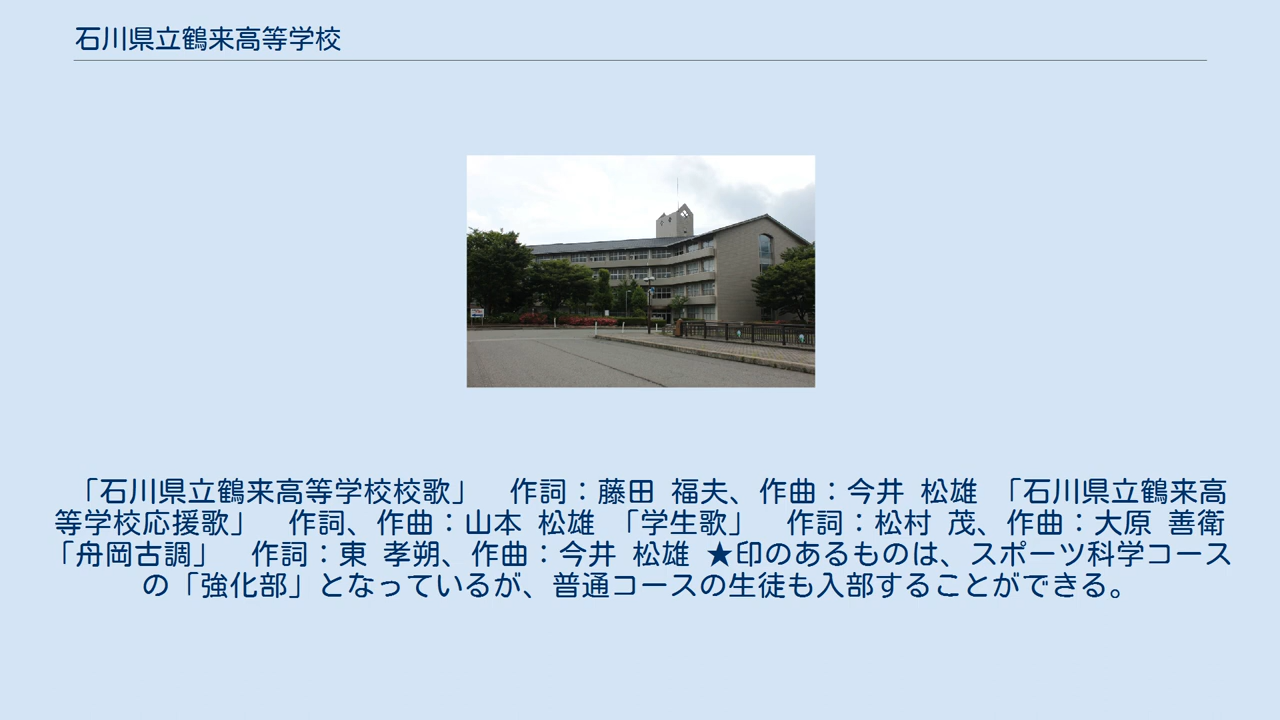 石川県立鶴来高等学校
「石川県立鶴来高等学校校歌」　作詞：藤田 福夫、作曲：今井 松雄 「石川県立鶴来高
等学校応援歌」　作詞、作曲：山本 松雄 「学生歌」　作詞：松村 茂、作曲：大原 善衛
「舟岡古調」　作詞：東 孝朔、作曲：今井 松雄 ★印のあるものは、スポーツ科学コース
の「強化部」となっているが、普通コースの生徒も入部することができる。